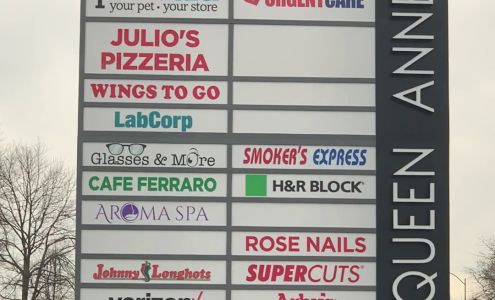 your pet • your store
URGENT CARE
JULIO'S
PIZZERIA
WINGS TO GO
LabCorp
Glasses & More
SMOKER'S EXPRESS
CAFE FERRARO
H&R BLOCK
AROMA SPA
ROSE NAILS
Johnny Longhots
SUPERCUTS
verizon
QUEEN ANNE